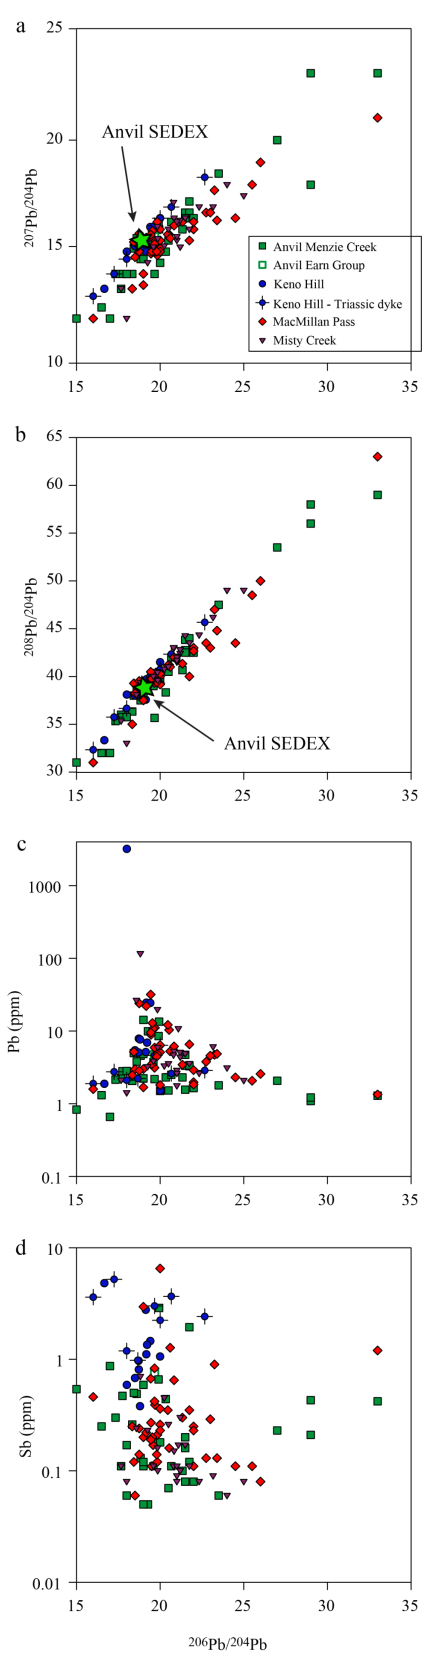 a
25
20
15
10
15 20 25 30 35
²⁰⁷Pb/²⁰⁴Pb
Anvil SEDEX
Anvil Menzie Creek
Anvil Earn Group
Keno Hill
Keno Hill - Triassic dyke
MacMillan Pass
Misty Creek
b
65
60
55
50
45
40
35
30
15 20 25 30 35
²⁰⁸Pb/²⁰⁴Pb
Anvil SEDEX
c
1000
100
10
1
0.1
15 20 25 30 35
Pb (ppm)
d
10
1
0.1
0.01
15 20 25 30 35
Sb (ppm)
²⁰⁶Pb/²⁰⁴Pb